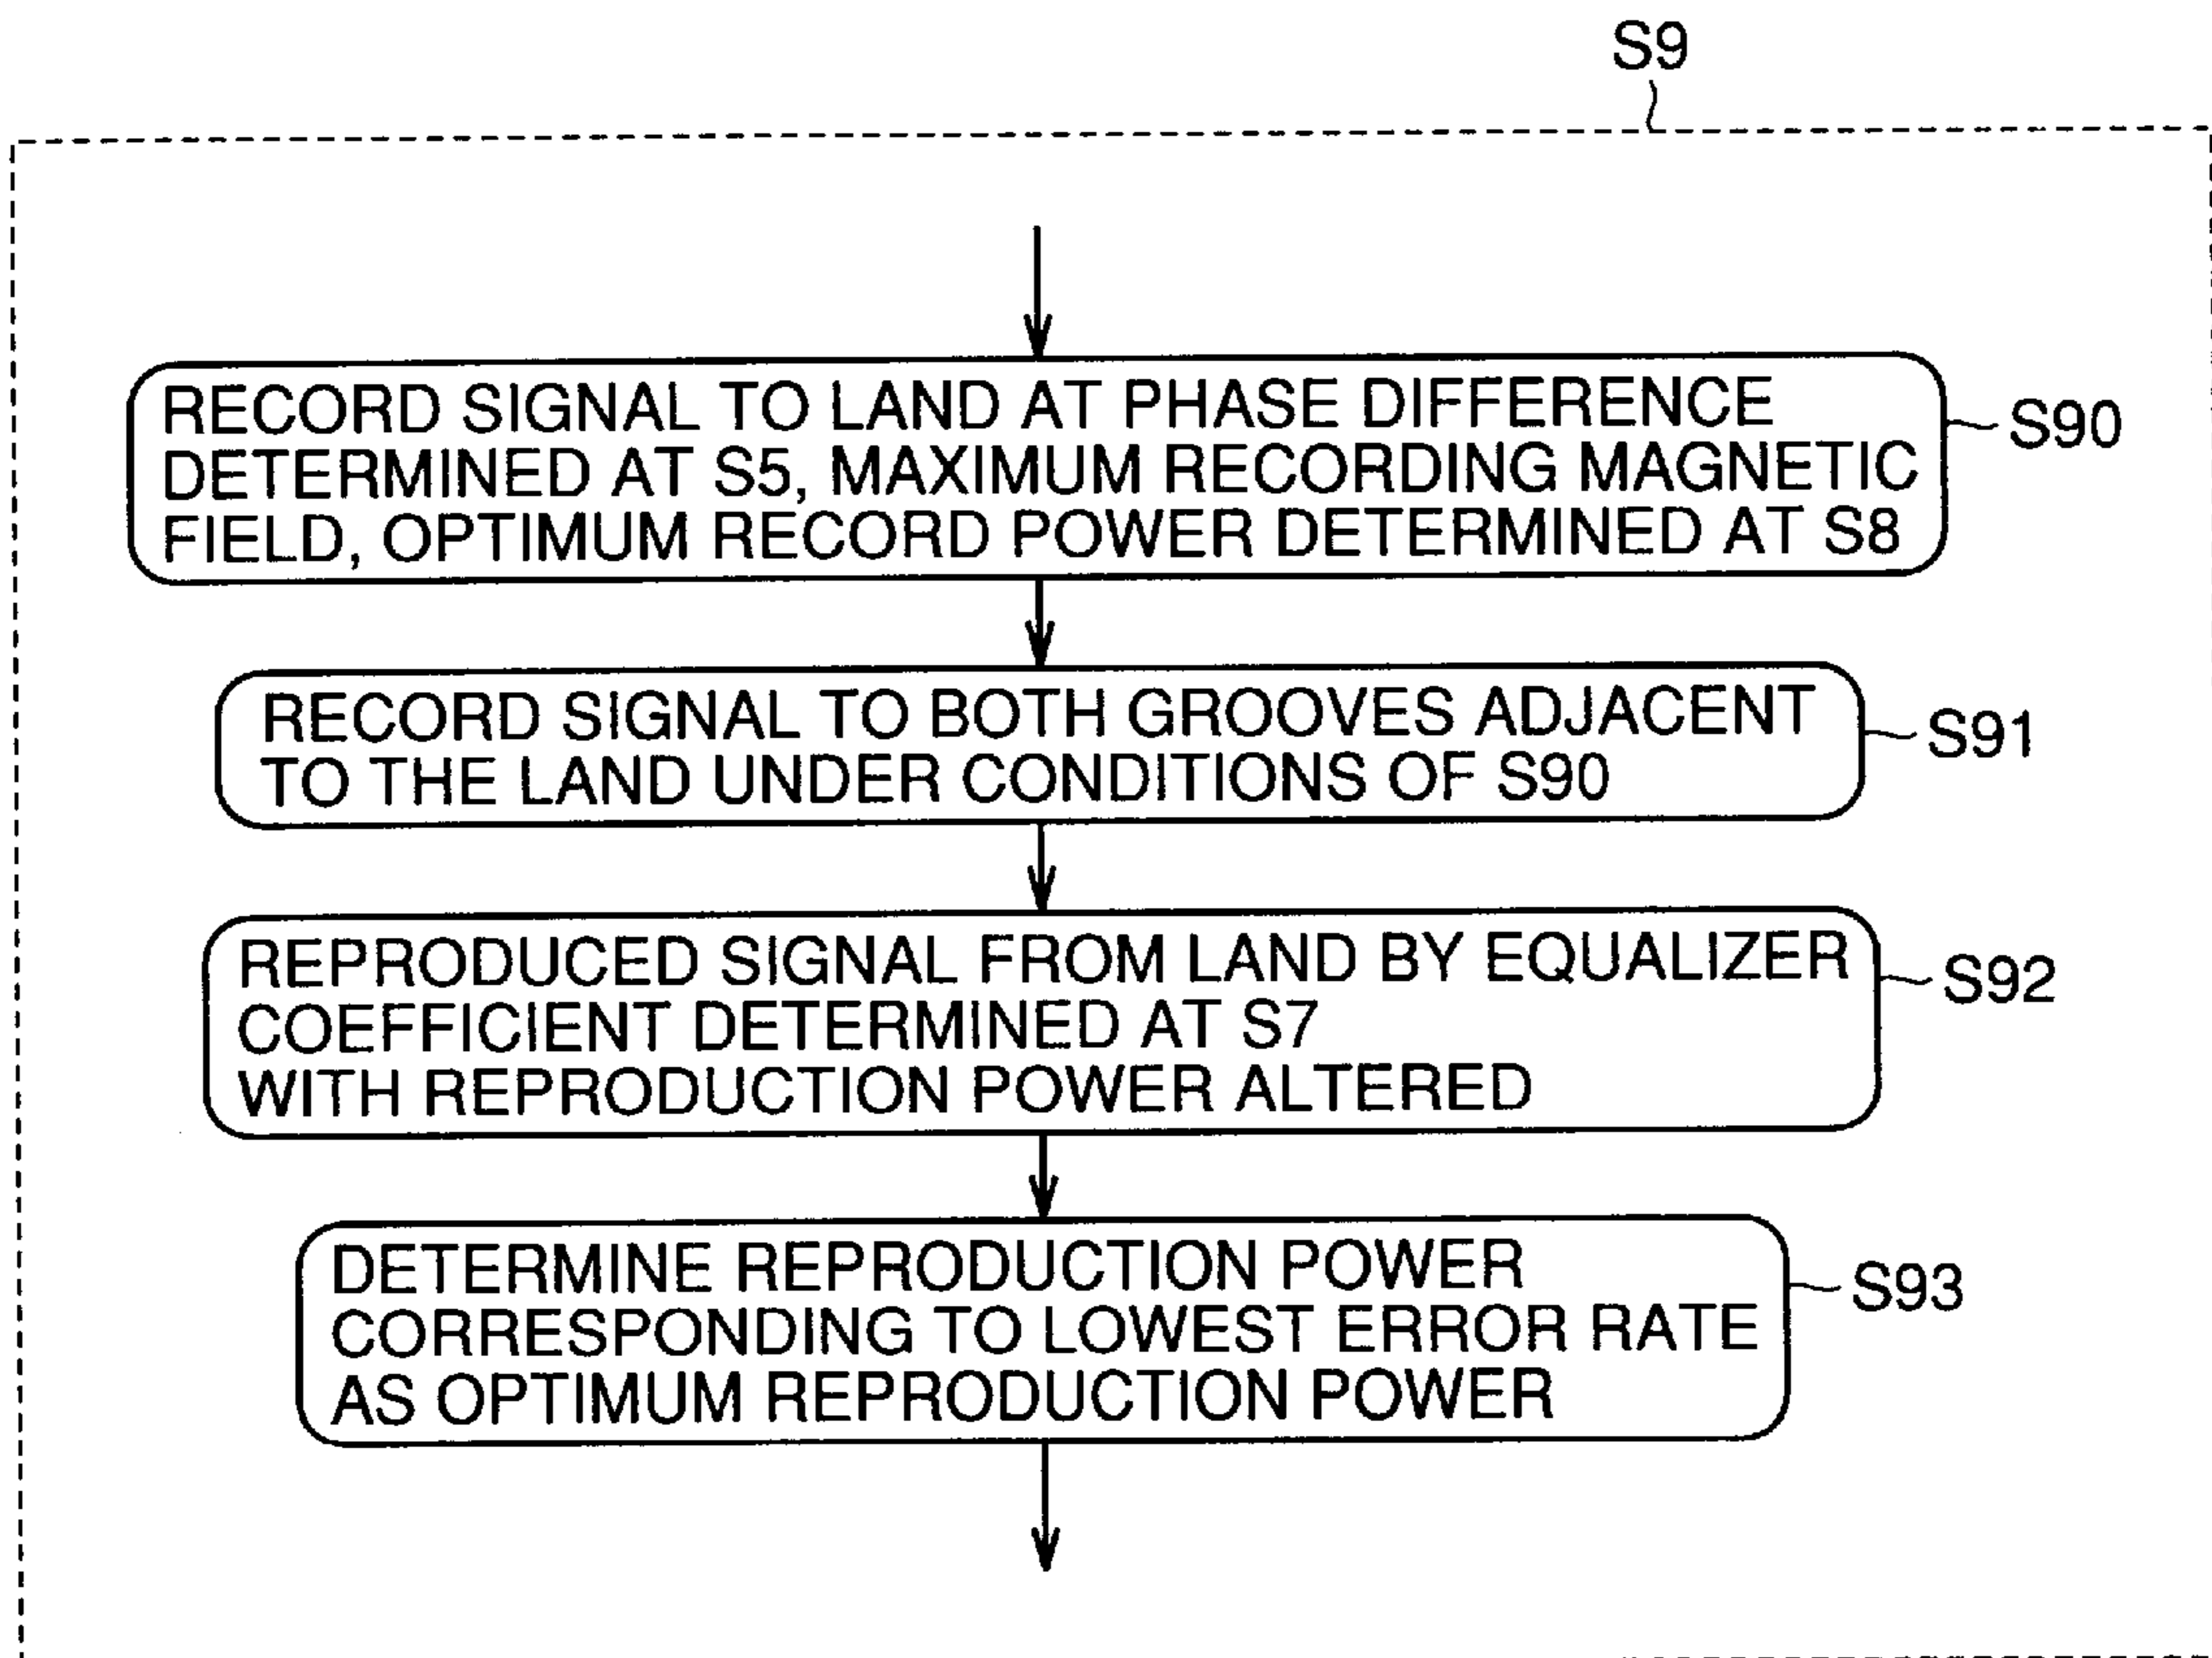 S9
RECORD SIGNAL TO LAND AT PHASE DIFFERENCE
DETERMINED AT S5, MAXIMUM RECORDING MAGNETIC
FIELD, OPTIMUM RECORD POWER DETERMINED AT S8
S90
RECORD SIGNAL TO BOTH GROOVES ADJACENT
TO THE LAND UNDER CONDITIONS OF S90
S91
REPRODUCED SIGNAL FROM LAND BY EQUALIZER
COEFFICIENT DETERMINED AT S7
WITH REPRODUCTION POWER ALTERED
S92
DETERMINE REPRODUCTION POWER
CORRESPONDING TO LOWEST ERROR RATE
AS OPTIMUM REPRODUCTION POWER
S93